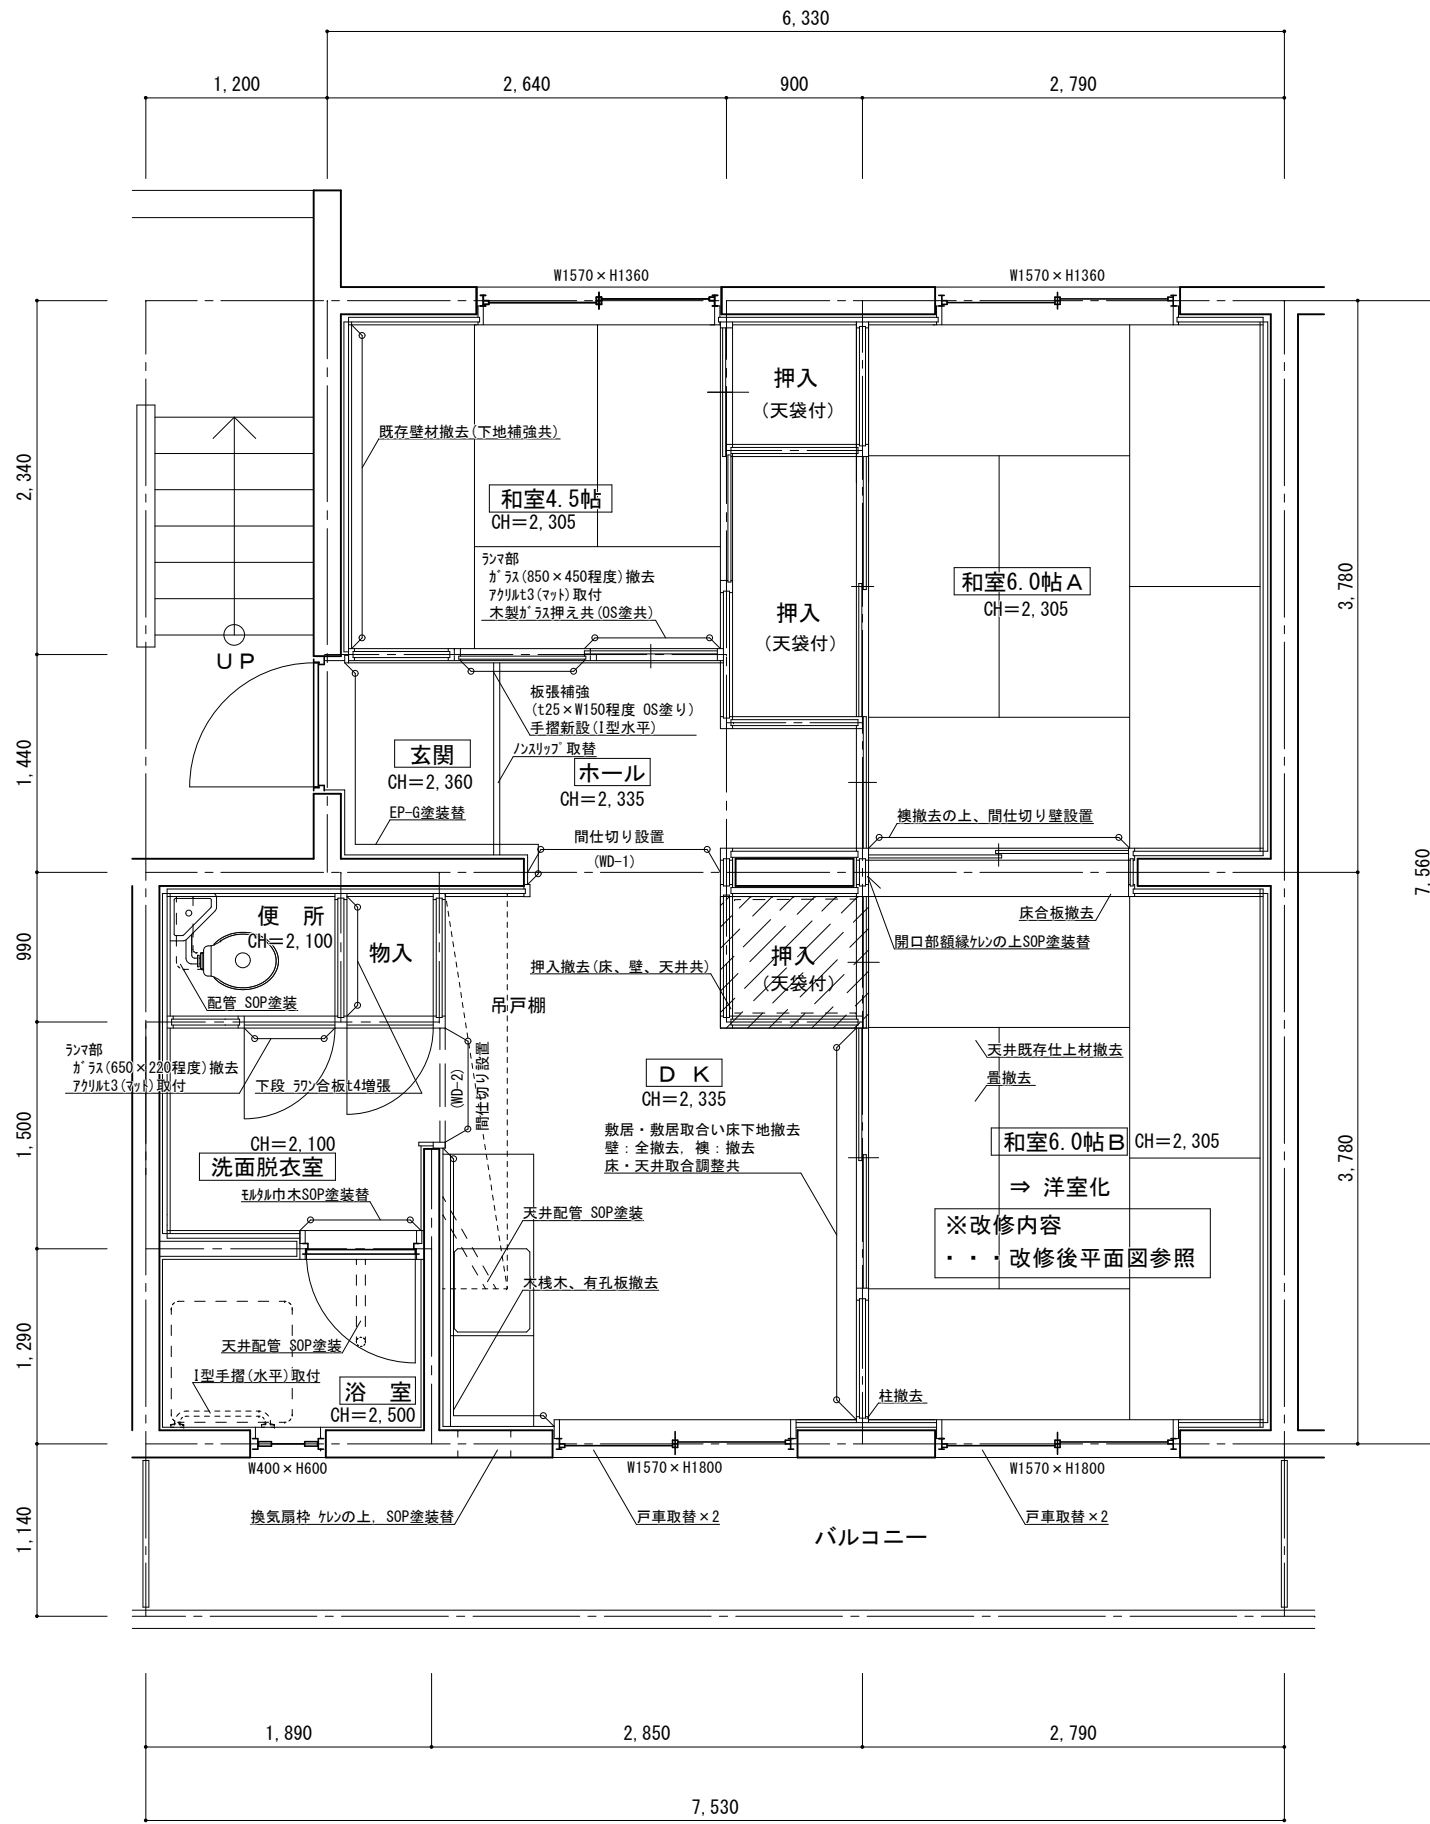 6,330
1,200
2,640
900
2,790
W1570×H1360
W1570×H1360
押入
(天袋付)
既存壁材撤去(下地補強共)
2,340
和室4.5帖
CH=2,305
ランマ部
ガラス(850×450程度)撤去
アクリルt3(マット)取付
木製ガラス押え共(OS塗共)
和室6.0帖A
CH=2,305
3,780
押入
(天袋付)
UP
板張補強
(t25×W150程度 OS塗り)
手摺新設(I型水平)
ノンスリップ取替
玄関
CH=2,360
ホール
CH=2,335
1,440
EP-G塗装替
間仕切り設置
(WD-1)
襖撤去の上、間仕切り壁設置
7,560
便 所
CH=2,100
物入
床合板撤去
開口部額縁ケレンの上SOP塗装替
990
押入撤去(床、壁、天井共)
押入
(天袋付)
配管 SOP塗装
吊戸棚
ランマ部
ガラス(650×220程度)撤去
アクリルt3(マット)取付
下段 ラワン合板t4増張
(WD-2)
間仕切り設置
DK
CH=2,335
天井既存仕上材撤去
畳撤去
1,500
敷居・敷居取合い床下地撤去
壁:全撤去, 襖:撤去
床・天井取合調整共
CH=2,100
洗面脱衣室
モルタル巾木SOP塗装替
和室6.0帖B CH=2,305
⇒ 洋室化
3,780
天井配管 SOP塗装
※改修内容
・・・改修後平面図参照
木桟木、有孔板撤去
1,290
天井配管 SOP塗装
I型手摺(水平)取付
浴 室
CH=2,500
柱撤去
W400×H600
W1570×H1800
W1570×H1800
換気扇枠 ケレンの上, SOP塗装替
戸車取替×2
戸車取替×2
1,140
バルコニー
1,890
2,850
2,790
7,530